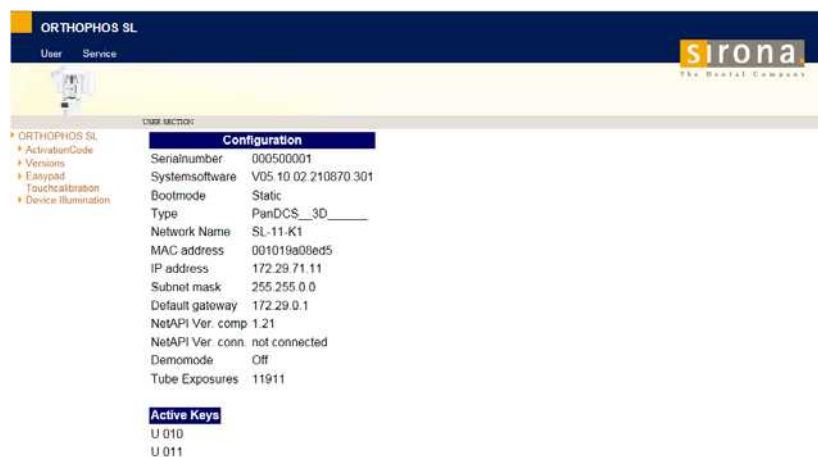 ORTHOPHOS SL
User Service
sirona.
The Dental Company
USER SECTION
ORTHOPHOS SL
ActivationCode
Versions
Easypad
Touchcalibration
Device Illumination
Configuration
Serialnumber 000500001
Systemsoftware V05.10.02.210870.301
Bootmode Static
Type PanDCS__3D______
Network Name SL-11-K1
MAC address 001019a08ed5
IP address 172.29.71.11
Subnet mask 255.255.0.0
Default gateway 172.29.0.1
NetAPI Ver. comp 1.21
NetAPI Ver. conn. not connected
Demomode Off
Tube Exposures 11911
Active Keys
U 010
U 011